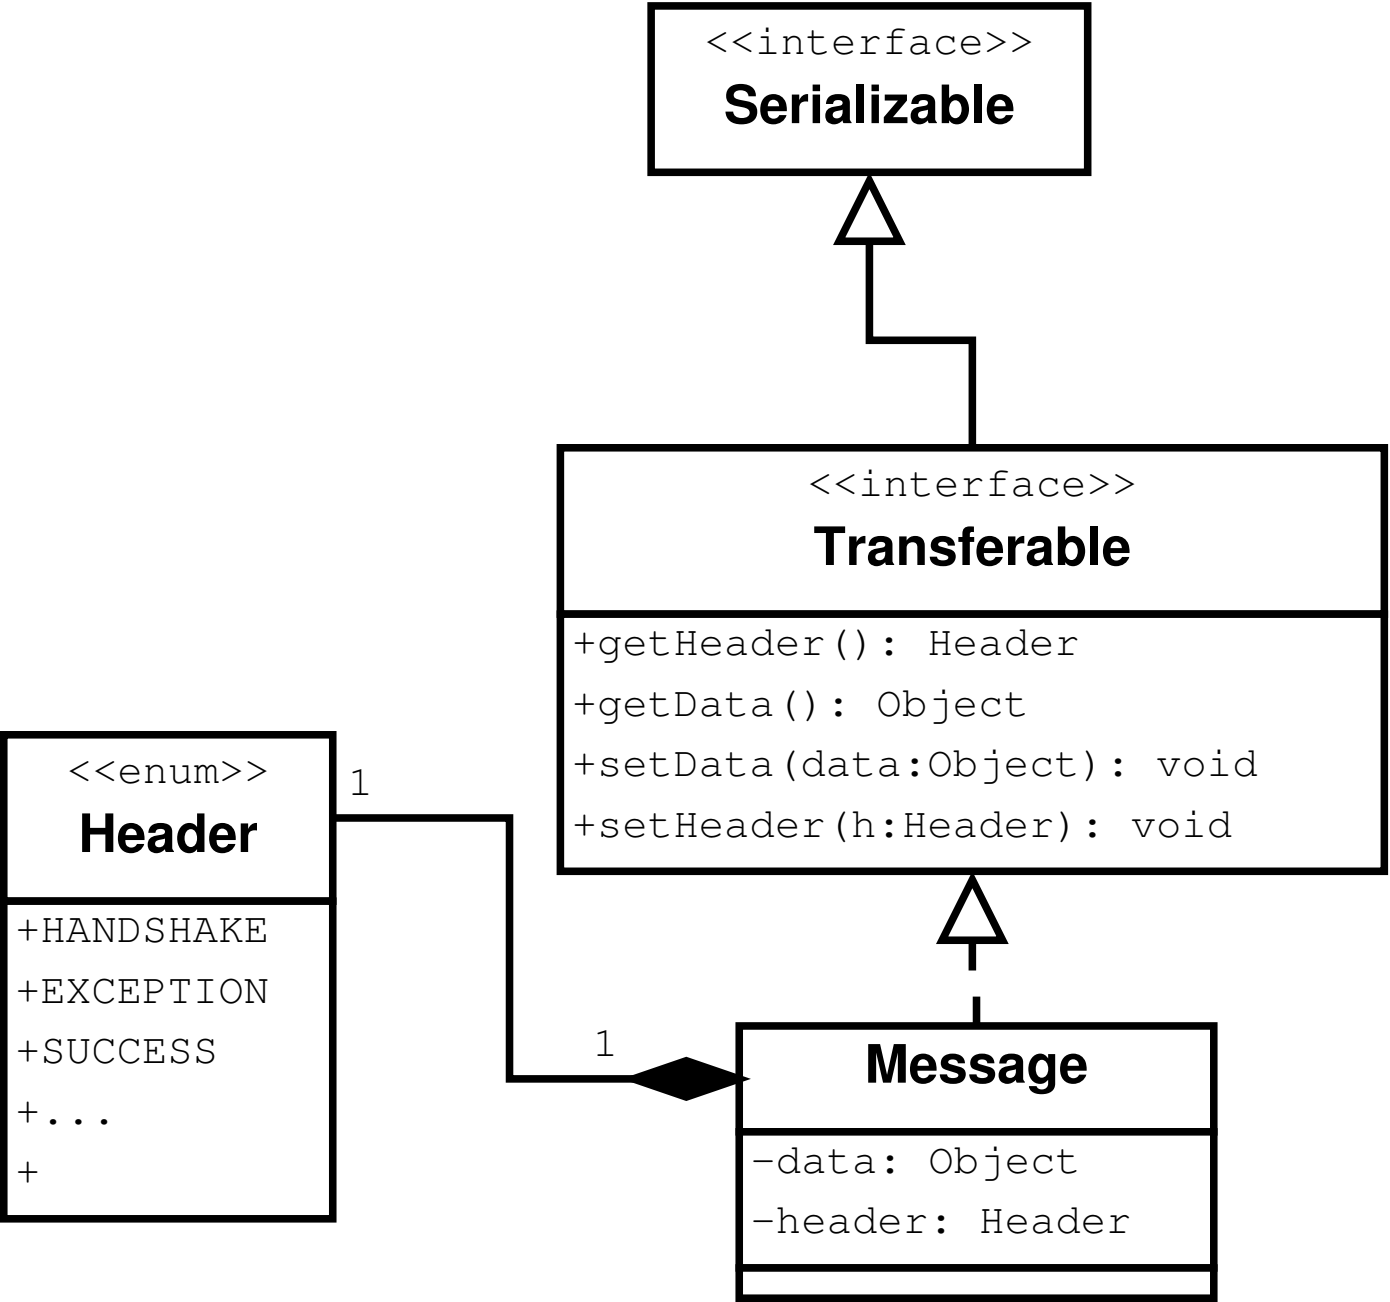 <<interface>>
Serializable
<<interface>>
Transferable
+getHeader(): Header
+getData(): Object
+setData(data:Object): void
+setHeader(h:Header): void
<<enum>>
Header
+HANDSHAKE
+EXCEPTION
+SUCCESS
+...
+
1
1
Message
-data: Object
-header: Header